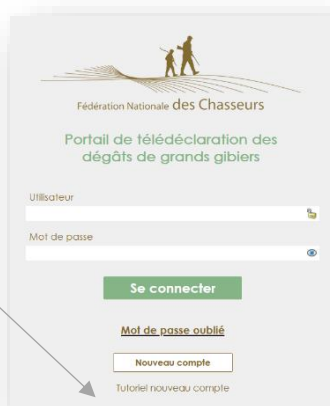 Fédération Nationale des Chasseurs
Portail de télédéclaration des
dégâts de grands gibiers
Utilisateur
Mot de passe
Se connecter
Mot de passe oublié
Nouveau compte
Tutoriel nouveau compte